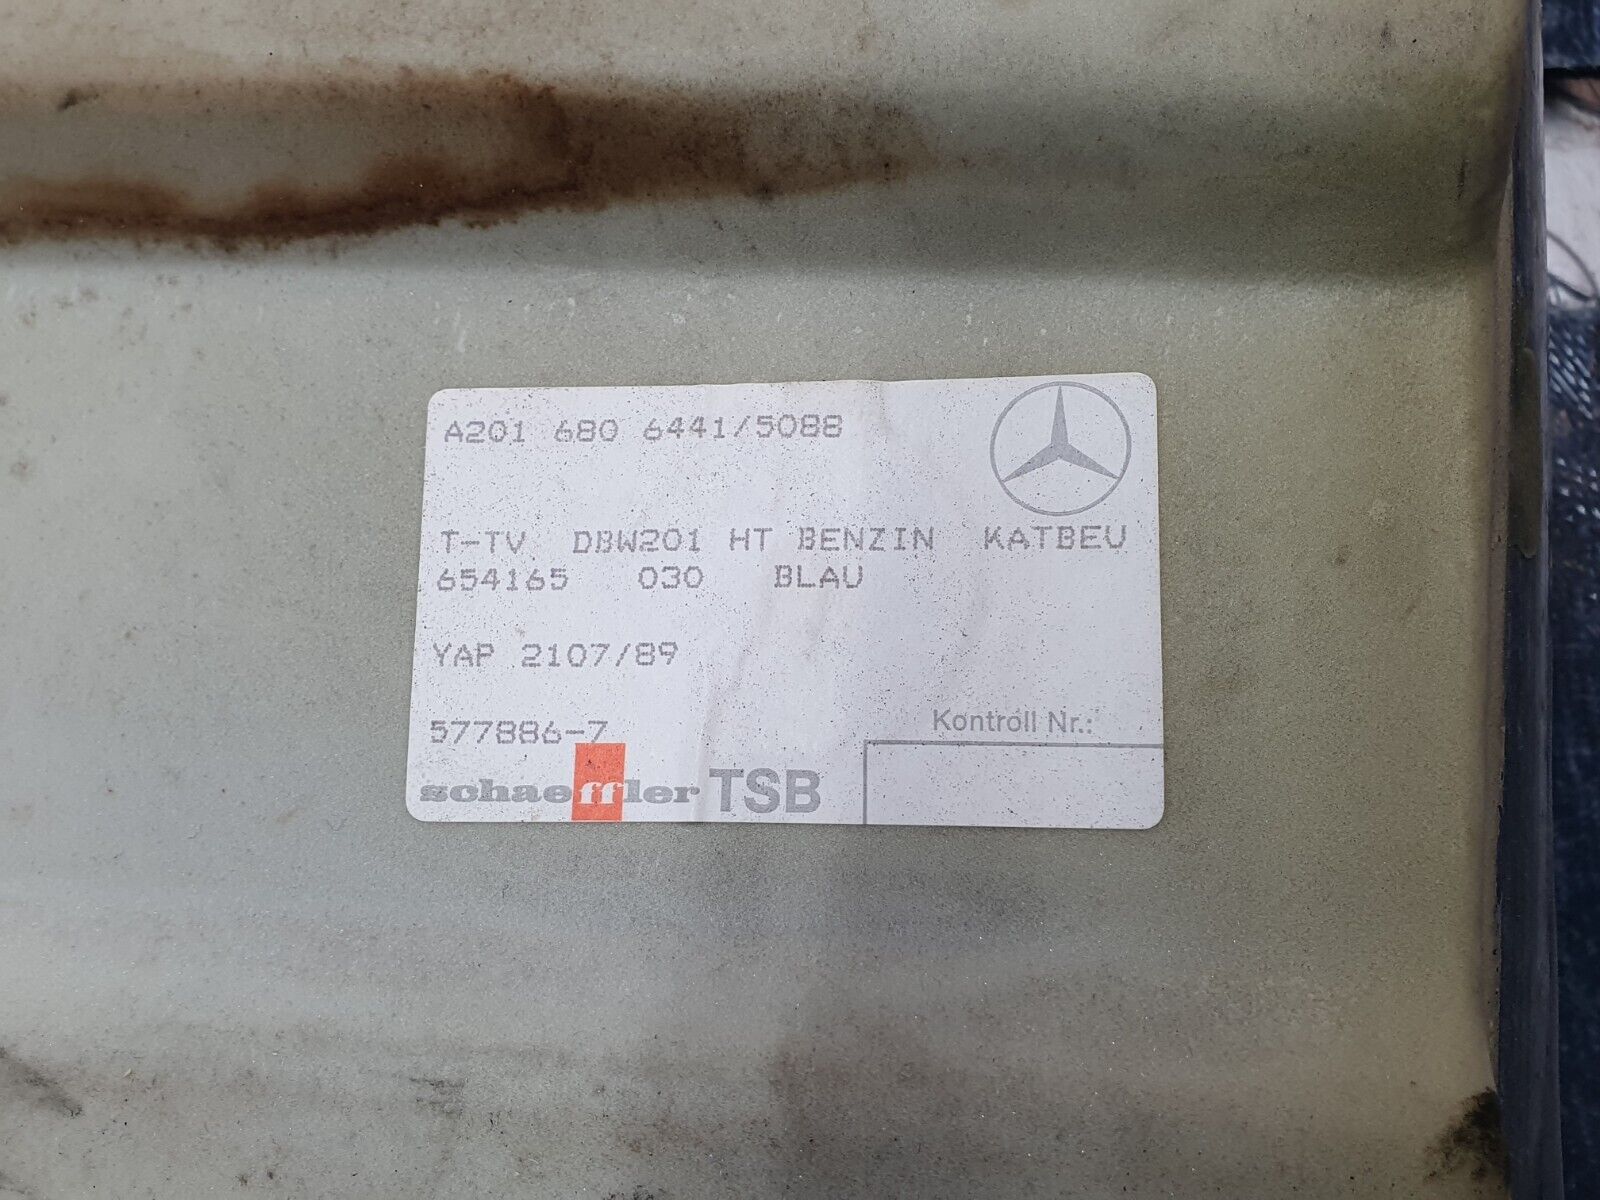 A201 680 6441/5088
T-TV DBW201 HT BENZIN KATBEV
654165 030 BLAU
YAP 2107/89
577886-7
Kontroll Nr.:
schaeffler TSB